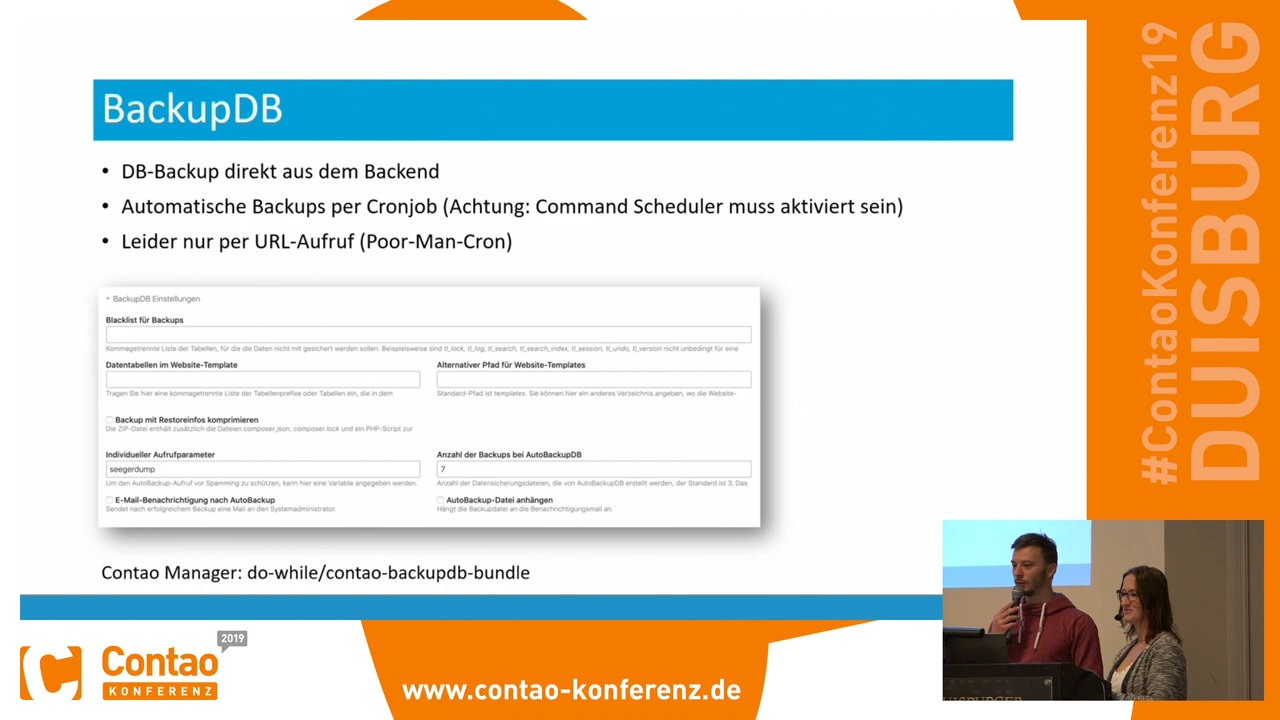 BackupDB
• DB-Backup direkt aus dem Backend
• Automatische Backups per Cronjob (Achtung: Command Scheduler muss aktiviert sein)
• Leider nur per URL-Aufruf (Poor-Man-Cron)
BackupDB Einstellungen
Blacklist für Backups
Kommagetrennte Liste der Tabellen, für die die Daten nicht mit gesichert werden sollen. Beispielsweise sind tl_lock, tl_log, tl_search, tl_search_index, tl_session, tl_undo, tl_version nicht unbedingt für eine
Datentabellen im Website-Template
Alternativer Pfad für Website-Templates
Tragen Sie hier eine kommagetrennte Liste der Tabellenprefixe oder Tabellen ein, die in dem
Standard-Pfad ist templates. Sie können hier ein anderes Verzeichnis angeben, wo die Website-
Backup mit Restoreinfos komprimieren
Die ZIP-Datei enthält zusätzlich die Dateien composer.json, composer.lock und ein PHP-Script zur
Individueller Aufrufparameter
Anzahl der Backups bei AutoBackupDB
seegerdump
7
Um den AutoBackup-Aufruf vor Spamming zu schützen, kann hier eine Variable angegeben werden.
Anzahl der Datensicherungsdateien, die von AutoBackupDB erstellt werden, der Standard ist 3. Das
E-Mail-Benachrichtigung nach AutoBackup
AutoBackup-Datei anhängen
Sendet nach erfolgreichem Backup eine Mail an den Systemadministrator.
Hängt die Backupdatei an die Benachrichtigungsmail an.
Contao Manager: do-while/contao-backupdb-bundle
#ContaoKonferenz19
DUISBURG
2019
Contao
KONFERENZ
www.contao-konferenz.de